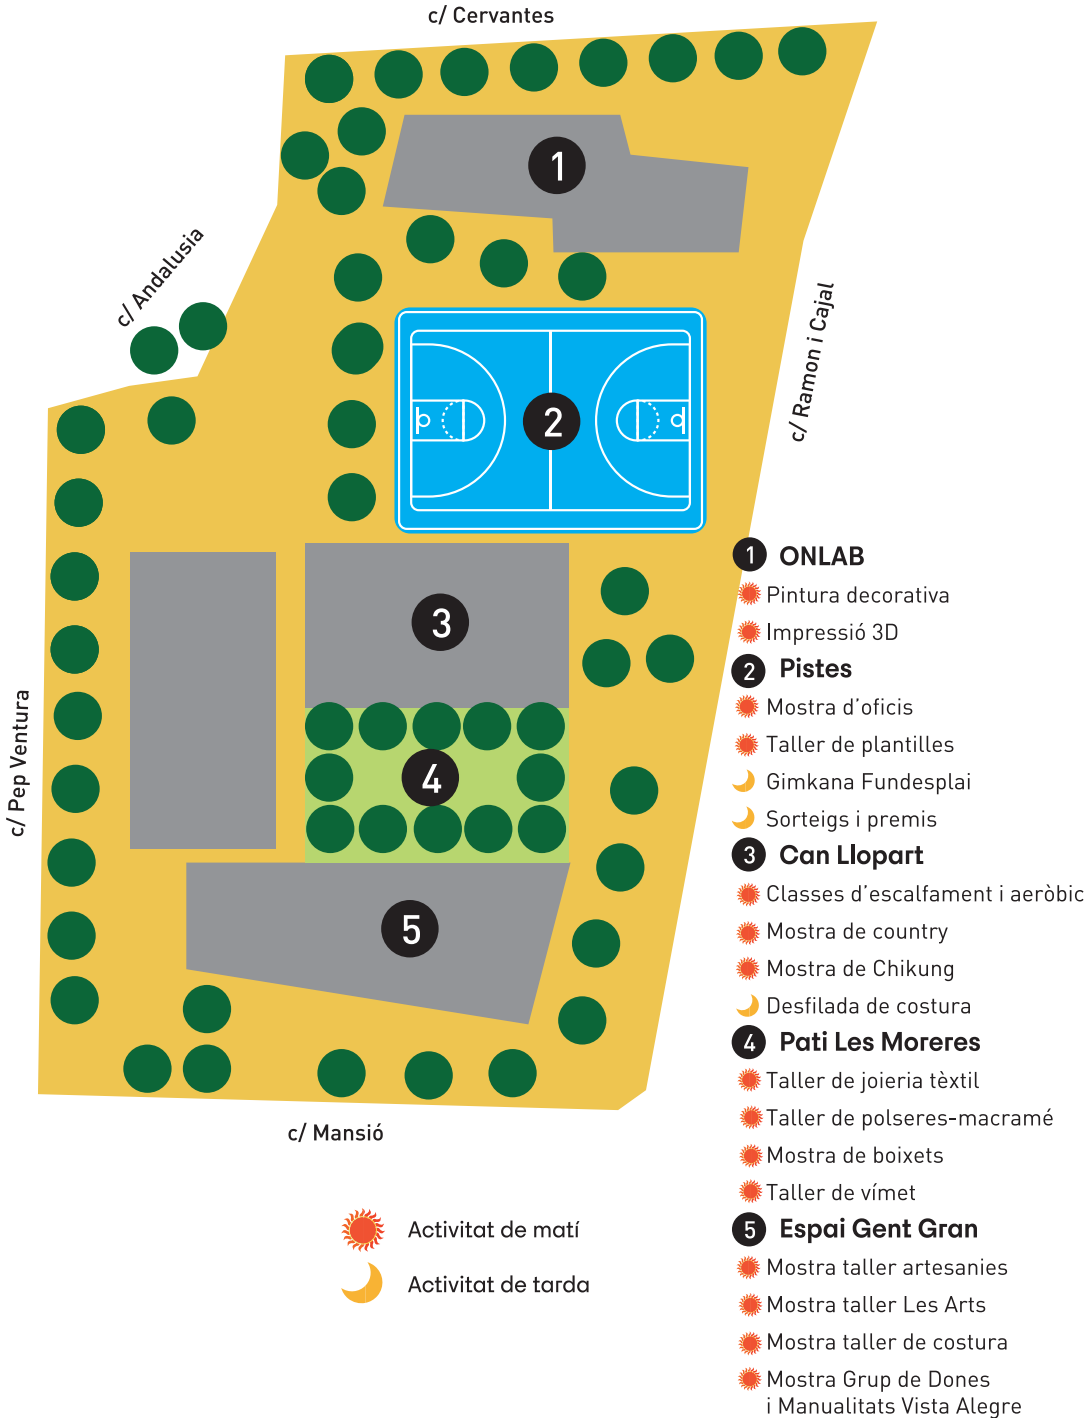 c/ Cervantes
c/ Andalusia
c/ Ramon i Cajal
c/ Pep Ventura
c/ Mansió
1
2
3
4
5
1 ONLAB
Pintura decorativa
Impressió 3D
2 Pistes
Mostra d'oficis
Taller de plantilles
Gimkana Fundesplai
Sorteigs i premis
3 Can Llopart
Classes d'escalfament i aeròbic
Mostra de country
Mostra de Chikung
Desfilada de costura
4 Pati Les Moreres
Taller de joieria tèxtil
Taller de polseres-macramé
Mostra de boixets
Taller de vímet
5 Espai Gent Gran
Mostra taller artesanies
Mostra taller Les Arts
Mostra taller de costura
Mostra Grup de Dones
i Manualitats Vista Alegre
Activitat de matí
Activitat de tarda